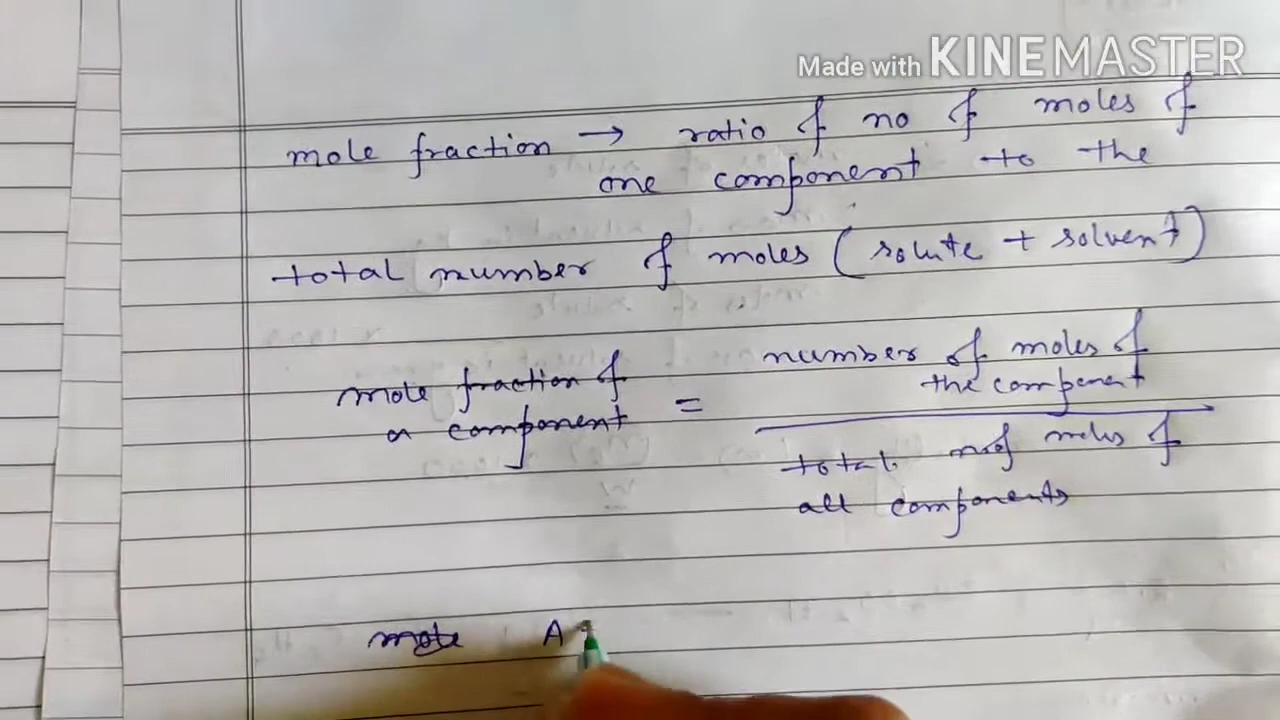 Made with KINEMASTER
mole fraction → ratio of no of moles of
one component to the
total number of moles (solute + solvent)
mole fraction of
a component
=
number of moles of
the component
total no of moles of
all components
mole A